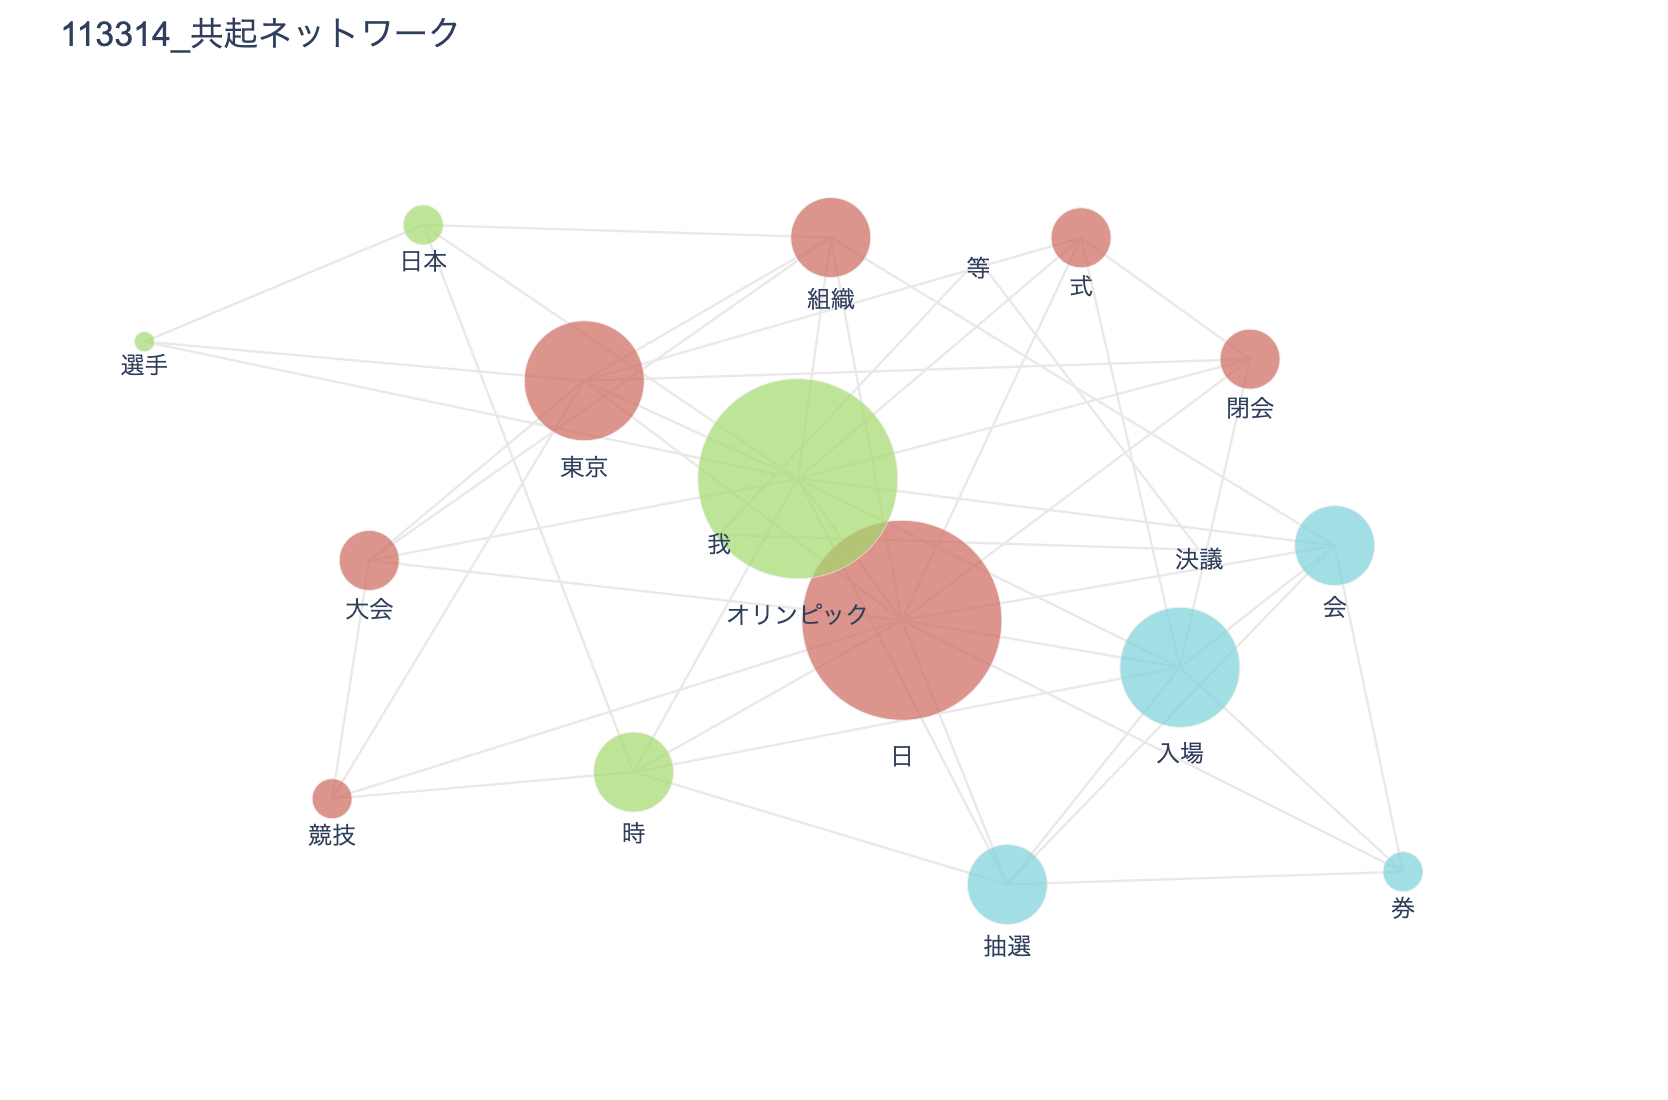 113314_共起ネットワーク
日本
組織
等
式
選手
閉会
東京
我
決議
大会
オリンピック
会
日
入場
競技
時
抽選
券